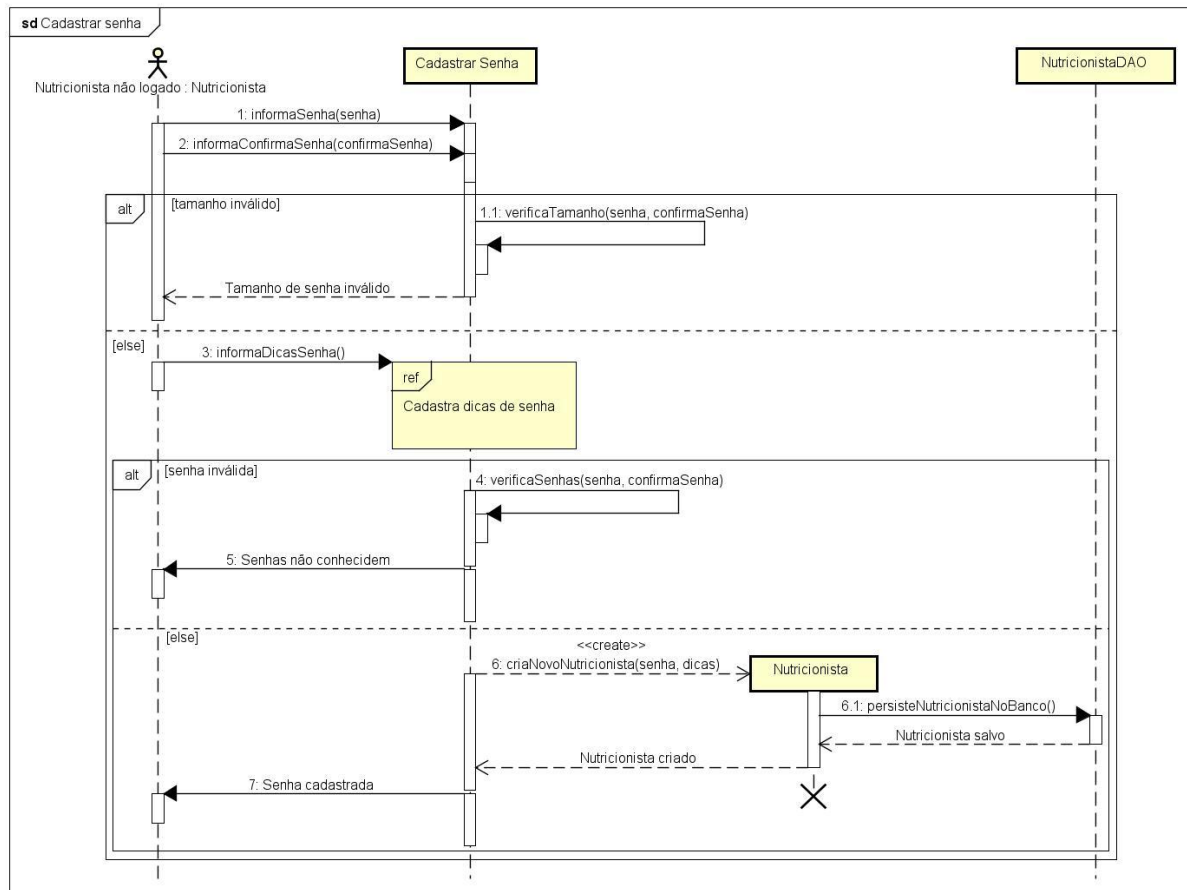 sd Cadastrar senha
Nutricionista não logado : Nutricionista
Cadastrar Senha
NutricionistaDAO
1: informaSenha(senha)
2: informaConfirmaSenha(confirmaSenha)
alt
[tamanho inválido]
1.1: verificaTamanho(senha, confirmaSenha)
Tamanho de senha inválido
[else]
3: informaDicasSenha()
ref
Cadastra dicas de senha
alt
[senha inválida]
4: verificaSenhas(senha, confirmaSenha)
5: Senhas não conhecidem
[else]
<<create>>
6: criaNovoNutricionista(senha, dicas)
Nutricionista
6.1: persisteNutricionistaNoBanco()
Nutricionista salvo
Nutricionista criado
7: Senha cadastrada